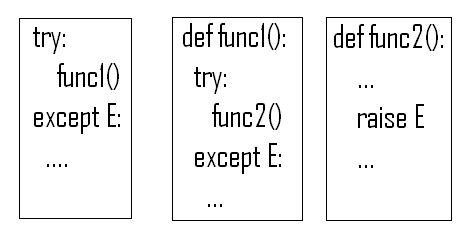 try:
func1()
except E:
....
def func1():
try:
func2()
except E:
...
def func2():
...
raise E
...